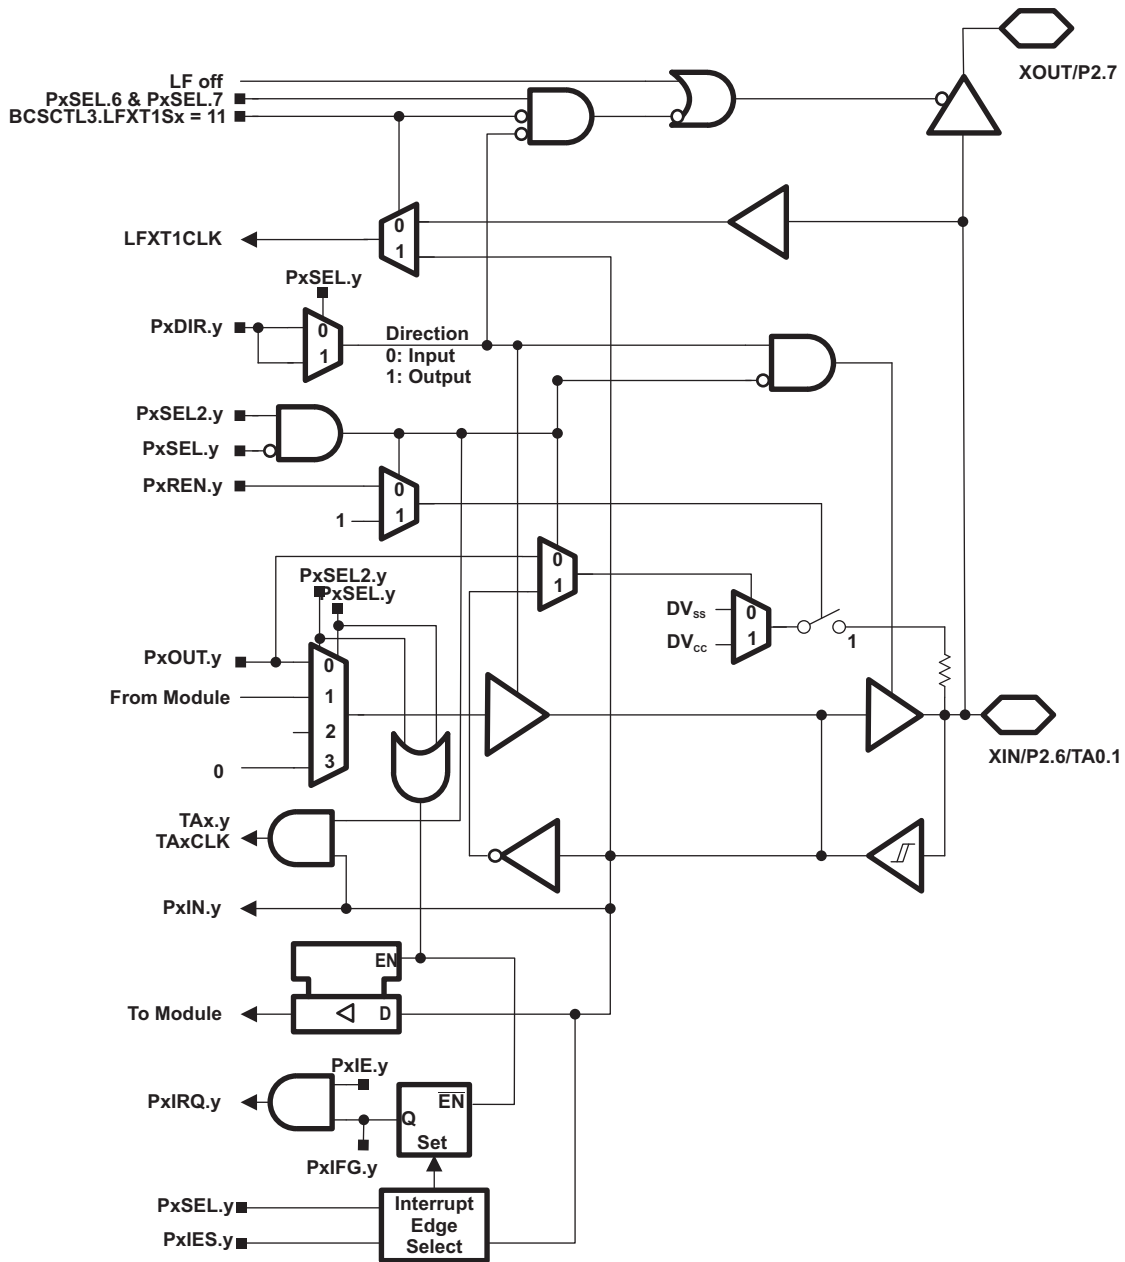 XOUT/P2.7
LF off
PxSEL.6 & PxSEL.7
BCSCTL3.LFXT1Sx = 11
0
LFXT1CLK
1
PxSEL.y
PxDIR.y
0
1
Direction
0: Input
1: Output
PxSEL2.y
PxSEL.y
PxREN.y
0
1
1
0
1
PxSEL2.y
PxSEL.y
DVSS
0
DVCC
1
1
PxOUT.y
0
From Module
1
2
3
0
XIN/P2.6/TA0.1
TAx.y
TAxCLK
PxIN.y
EN
To Module
D
PxIE.y
PxIRQ.y
EN
Q
Set
PxIFG.y
PxSEL.y
PxIES.y
Interrupt
Edge
Select